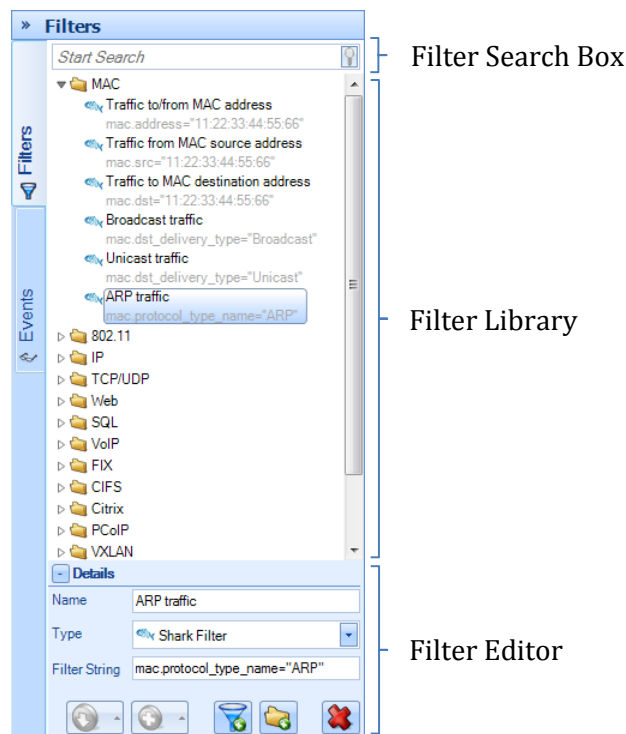 » Filters
Start Search
Filter Search Box
Filters
Events
MAC
Traffic to/from MAC address
mac.address="11:22:33:44:55:66"
Traffic from MAC source address
mac.src="11:22:33:44:55:66"
Traffic to MAC destination address
mac.dst="11:22:33:44:55:66"
Broadcast traffic
mac.dst_delivery_type="Broadcast"
Unicast traffic
mac.dst_delivery_type="Unicast"
ARP traffic
mac.protocol_type_name="ARP"
Filter Library
802.11
IP
TCP/UDP
Web
SQL
VoIP
FIX
CIFS
Citrix
PCoIP
VXLAN
Details
Name ARP traffic
Type Shark Filter
Filter Editor
Filter String mac.protocol_type_name="ARP"